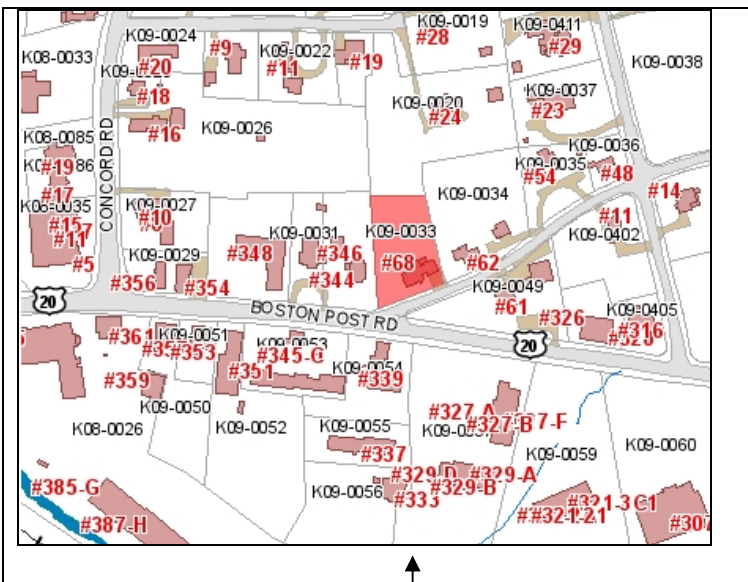 K09-0019
K09-0411
K09-0024
#28
#29
#9
K09-0022
K08-0033
#20
#11
#19
K09-0038
#18
K09-0037
K09-0020
#23
#24
#16
K09-0026
K08-0085
CONCORD RD
K09-0036
#19
K09-0035
#54
#48
#17
K09-0034
#14
K09-0027
#10
#11
K09-0033
K09-0031
K09-0402
#15
#348
#346
K09-0029
#68
#62
#5
#344
#356
#354
K09-0049
20
#61
BOSTON POST RD
#326
K09-0405
#316
#361
K09-0051
#353
K09-0053
#345-C
20
K09-0054
#351
#359
#339
K09-0050
#327-A
K08-0026
K09-0052
K09-0055
#327-B
K09-0059
K09-0060
#337
#329-D
#329-A
#385-G
K09-0056
#329-B
#333
#321-3C1
#387-H